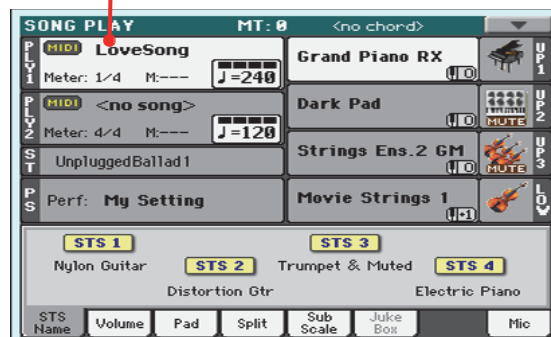 SONG PLAY MT: 0 <no chord>
PLY1 MIDI LoveSong
Meter: 1/4 M:--- ♩=240
PLY2 MIDI <no song>
Meter: 4/4 M:--- ♩=120
ST UnpluggedBallad1
PS Perf: My Setting
Grand Piano RX 0 UP1
Dark Pad 0 MUTE UP2
Strings Ens.2 GM 0 MUTE UP3
Movie Strings 1 +1 LOW
STS 1 STS 3
Nylon Guitar STS 2 Trumpet & Muted STS 4
Distortion Gtr Electric Piano
STS Name Volume Pad Split Sub Scale Juke Box Mic